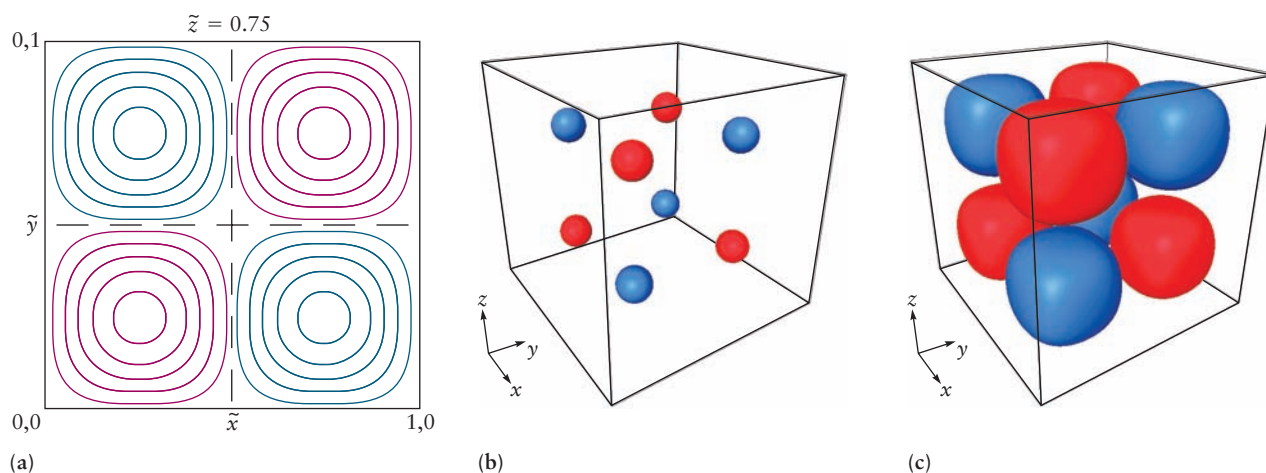 z̃ = 0.75
0,1
ỹ
0,0
x̃
1,0
(a)
z
y
x
(b)
z
y
x
(c)